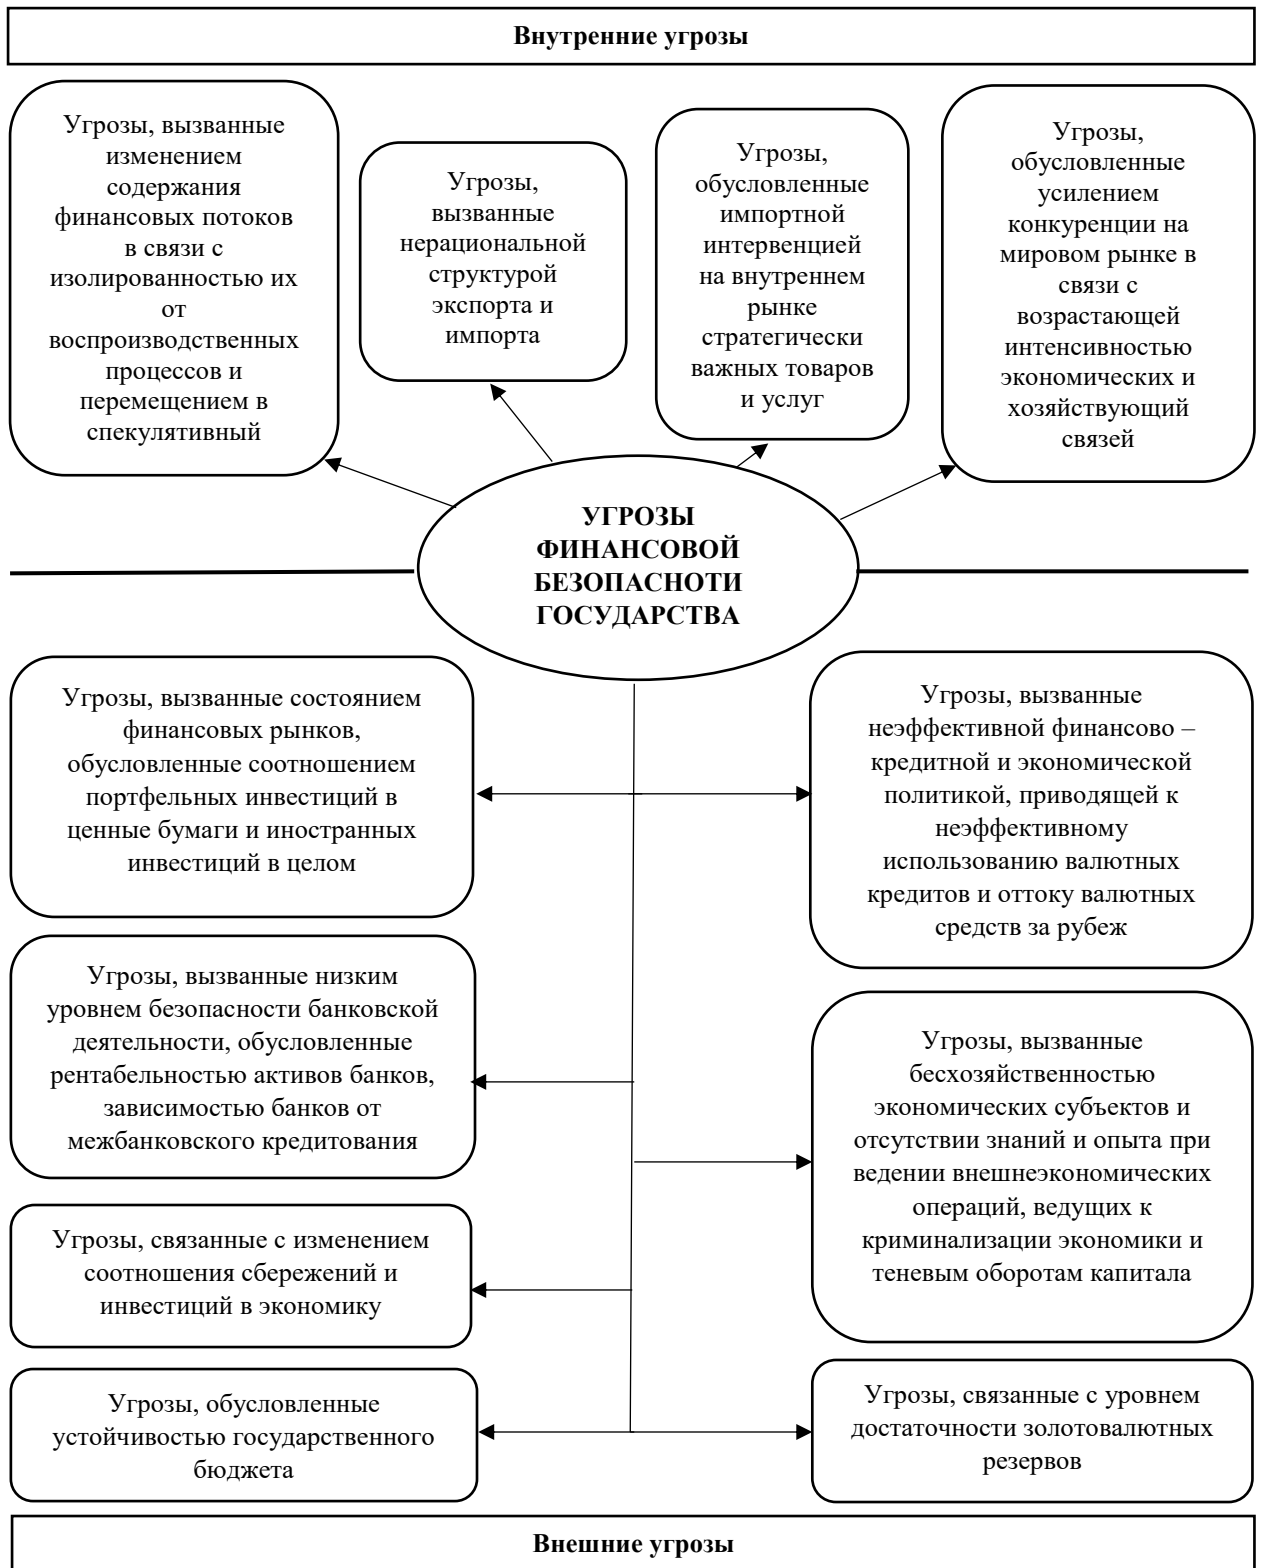 Внутренние угрозы
Угрозы, вызванные
изменением
содержания
финансовых потоков
в связи с
изолированностью их
от
воспроизводственных
процессов и
перемещением в
спекулятивный
Угрозы,
вызванные
нерациональной
структурой
экспорта и
импорта
Угрозы,
обусловленные
импортной
интервенцией
на внутреннем
рынке
стратегически
важных товаров
и услуг
Угрозы,
обусловленные
усилением
конкуренции на
мировом рынке в
связи с
возрастающей
интенсивностью
экономических и
хозяйствующий
связей
УГРОЗЫ
ФИНАНСОВОЙ
БЕЗОПАСНОТИ
ГОСУДАРСТВА
Угрозы, вызванные состоянием
финансовых рынков,
обусловленные соотношением
портфельных инвестиций в
ценные бумаги и иностранных
инвестиций в целом
Угрозы, вызванные
неэффективной финансово –
кредитной и экономической
политикой, приводящей к
неэффективному
использованию валютных
кредитов и оттоку валютных
средств за рубеж
Угрозы, вызванные низким
уровнем безопасности банковской
деятельности, обусловленные
рентабельностью активов банков,
зависимостью банков от
межбанковского кредитования
Угрозы, вызванные
бесхозяйственностью
экономических субъектов и
отсутствии знаний и опыта при
ведении внешнеэкономических
операций, ведущих к
криминализации экономики и
теневым оборотам капитала
Угрозы, связанные с изменением
соотношения сбережений и
инвестиций в экономику
Угрозы, обусловленные
устойчивостью государственного
бюджета
Угрозы, связанные с уровнем
достаточности золотовалютных
резервов
Внешние угрозы